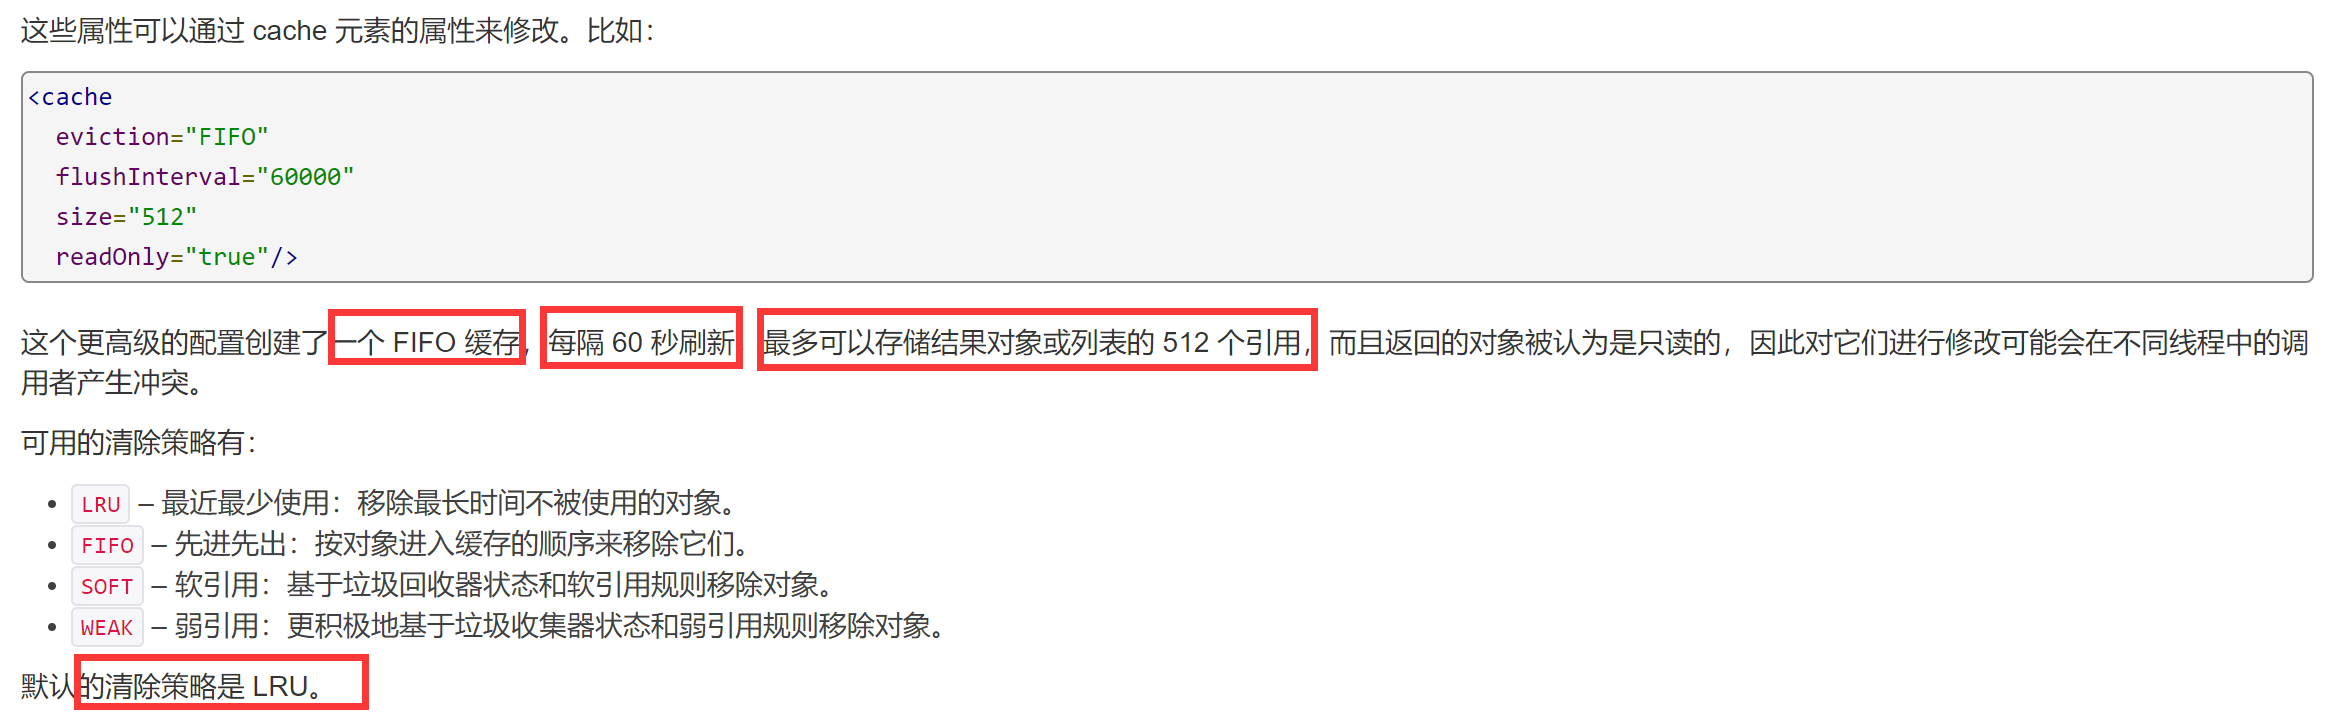 这些属性可以通过 cache 元素的属性来修改。比如：
<cache
  eviction="FIFO"
  flushInterval="60000"
  size="512"
  readOnly="true"/>
这个更高级的配置创建了一个 FIFO 缓存，每隔 60 秒刷新，最多可以存储结果对象或列表的 512 个引用，而且返回的对象被认为是只读的，因此对它们进行修改可能会在不同线程中的调
用者产生冲突。
可用的清除策略有：
• LRU – 最近最少使用：移除最长时间不被使用的对象。
• FIFO – 先进先出：按对象进入缓存的顺序来移除它们。
• SOFT – 软引用：基于垃圾回收器状态和软引用规则移除对象。
• WEAK – 弱引用：更积极地基于垃圾收集器状态和弱引用规则移除对象。
默认的清除策略是 LRU。